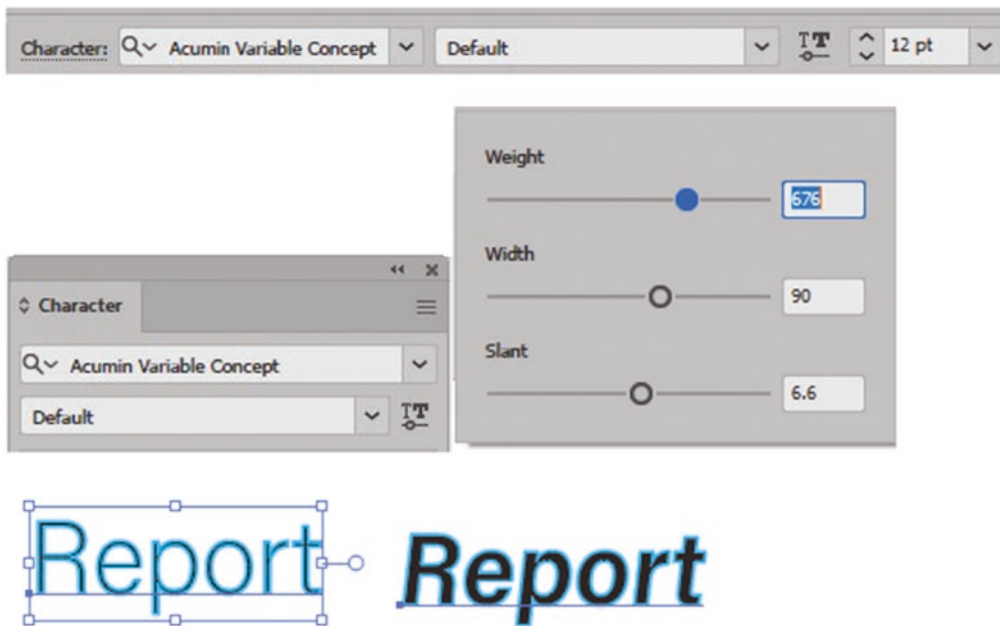 Character: Acumin Variable Concept Default 12 pt
Weight
676
Width
90
Slant
6.6
Character
Acumin Variable Concept
Default
Report Report